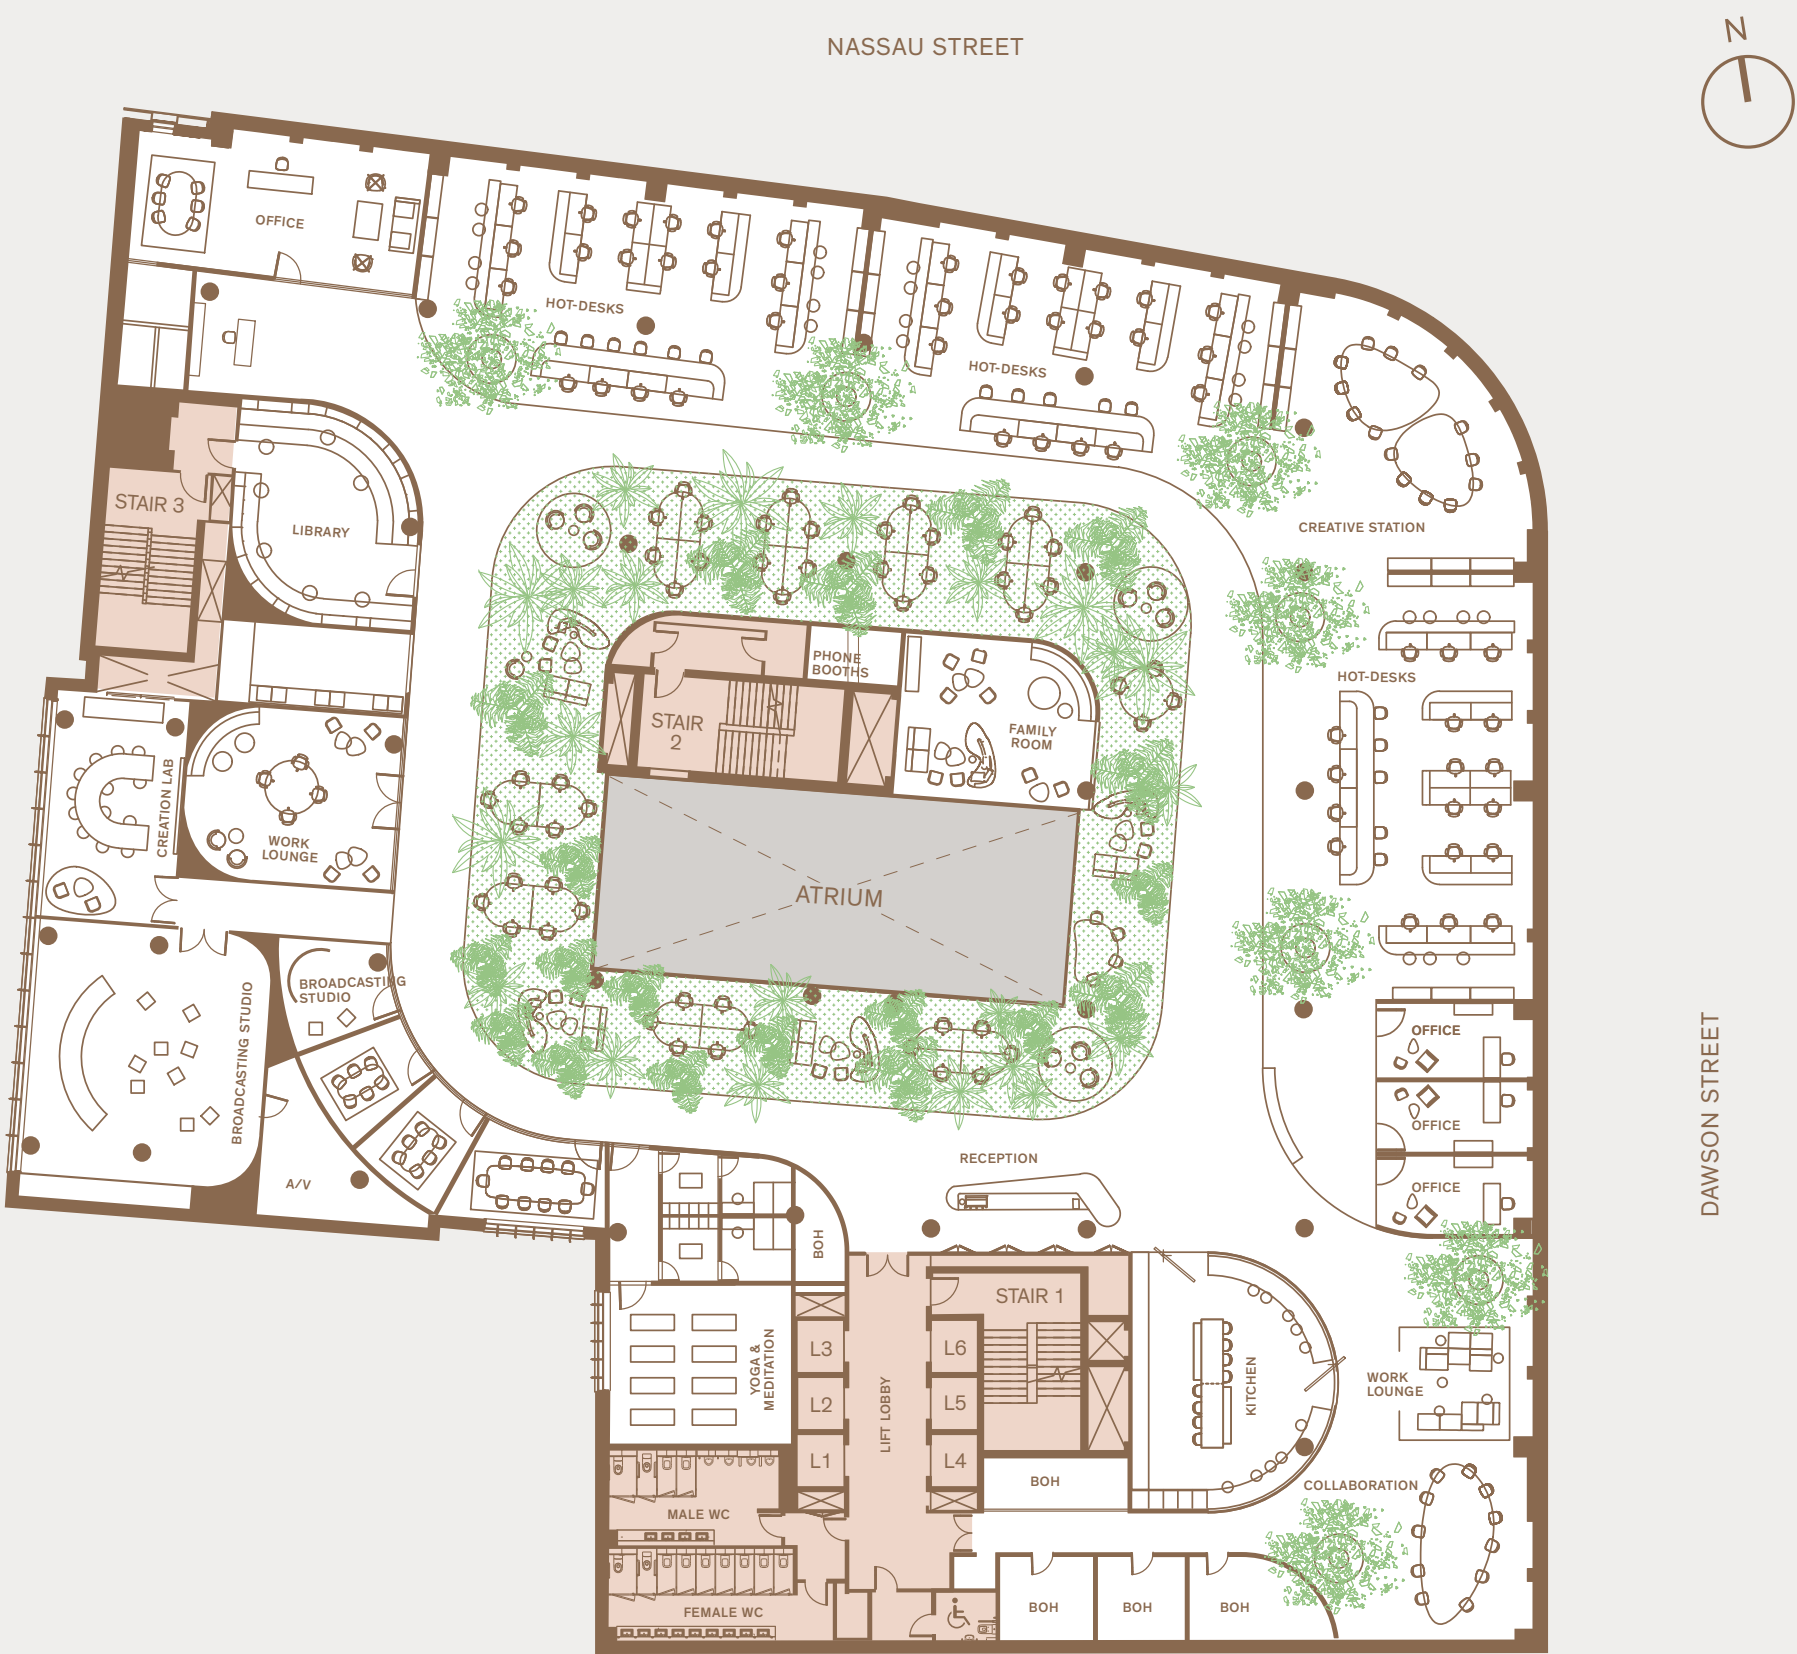 NASSAU STREET
N
OFFICE
HOT-DESKS
HOT-DESKS
CREATIVE STATION
STAIR 3
LIBRARY
PHONE
BOOTHS
HOT-DESKS
STAIR
2
FAMILY
ROOM
CREATION LAB
WORK
LOUNGE
ATRIUM
BROADCASTING
STUDIO
BROADCASTING STUDIO
OFFICE
OFFICE
OFFICE
DAWSON STREET
A/V
RECEPTION
BOH
STAIR 1
YOGA &
MEDITATION
L3
L6
L2
L5
L1
L4
LIFT LOBBY
KITCHEN
WORK
LOUNGE
BOH
COLLABORATION
MALE WC
FEMALE WC
BOH
BOH
BOH